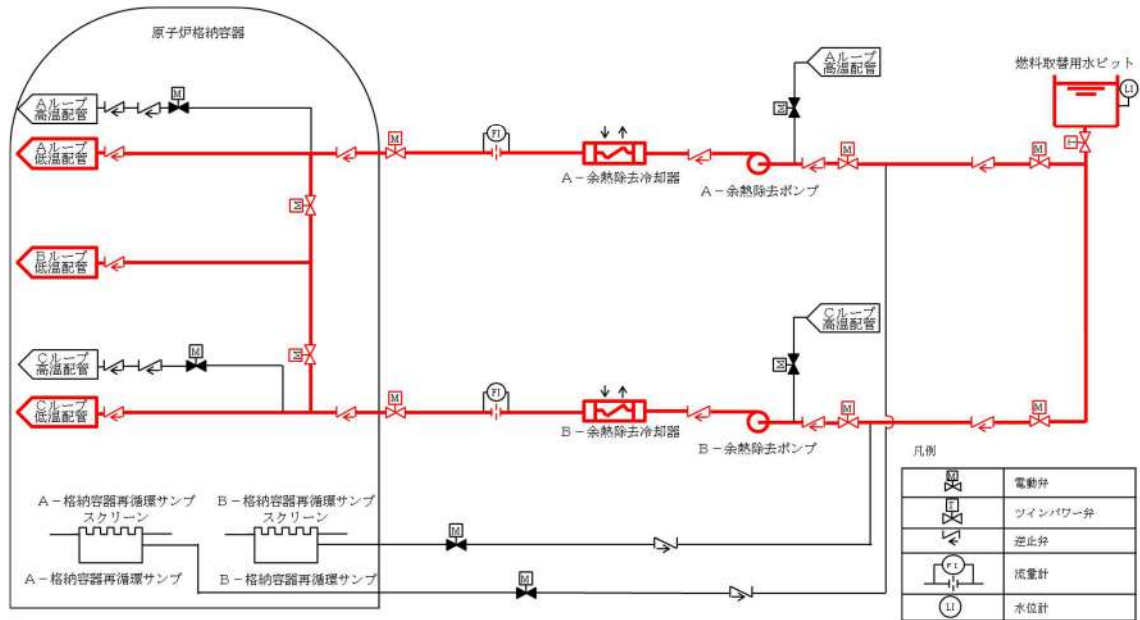 原子炉格納容器
Aループ
高温配管
燃料取替用水ピット
LI
M
Aループ
高温配管
M
T
Aループ
低温配管
M
FI
M
M
A-余熱除去冷却器
A-余熱除去ポンプ
M
Bループ
低温配管
Cループ
高温配管
Cループ
高温配管
M
M
M
Cループ
低温配管
M
FI
M
M
B-余熱除去冷却器
B-余熱除去ポンプ
A-格納容器再循環サンプ
スクリーン
B-格納容器再循環サンプ
スクリーン
M
A-格納容器再循環サンプ
B-格納容器再循環サンプ
M
凡例
M
電動弁
T
ツインパワー弁
逆止弁
FI
流量計
LI
水位計